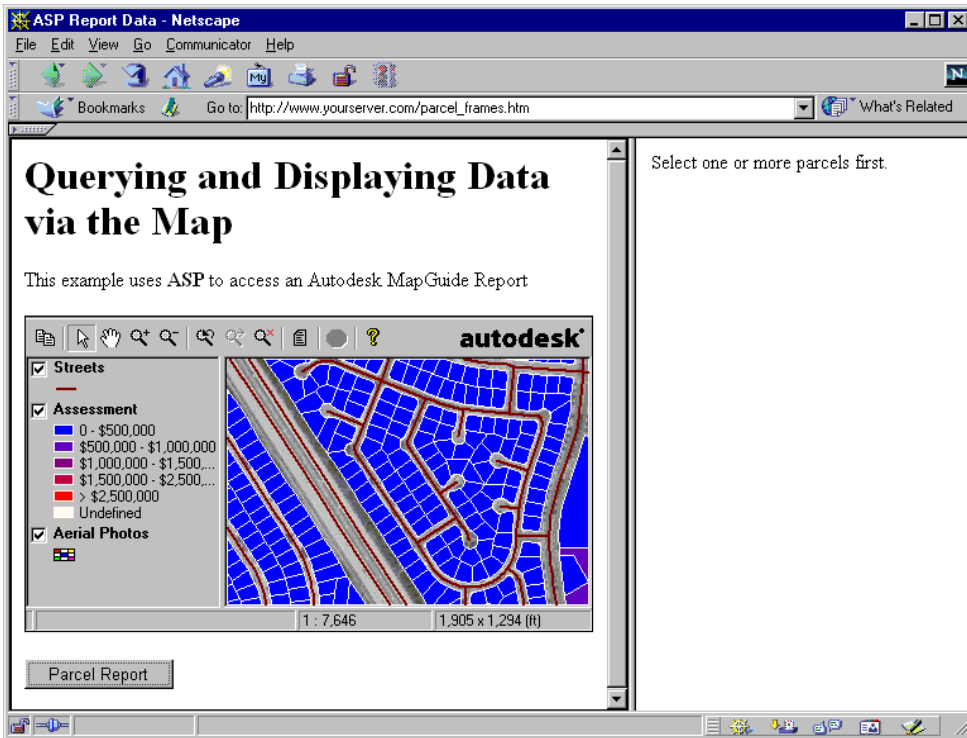 ASP Report Data - Netscape
File Edit View Go Communicator Help
My
N
Bookmarks Go to: http://www.yourserver.com/parcel_frames.htm What's Related
Querying and Displaying Data
via the Map
This example uses ASP to access an Autodesk MapGuide Report
autodesk
Streets
Assessment
0 - $500,000
$500,000 - $1,000,000
$1,000,000 - $1,500,...
$1,500,000 - $2,500,...
> $2,500,000
Undefined
Aerial Photos
1 : 7,646 1,905 x 1,294 (ft)
Parcel Report
Select one or more parcels first.